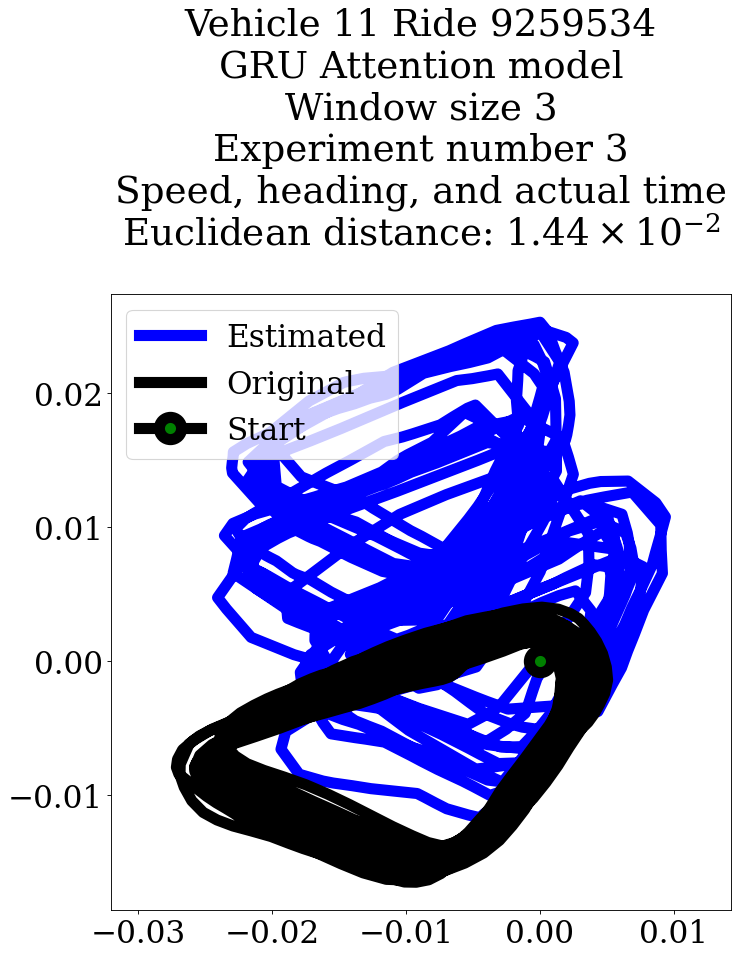 Vehicle 11 Ride 9259534
GRU Attention model
Window size 3
Experiment number 3
Speed, heading, and actual time
Euclidean distance: 1.44 × 10⁻²
Estimated
Original
Start
0.02
0.01
0.00
−0.01
−0.03 −0.02 −0.01 0.00 0.01